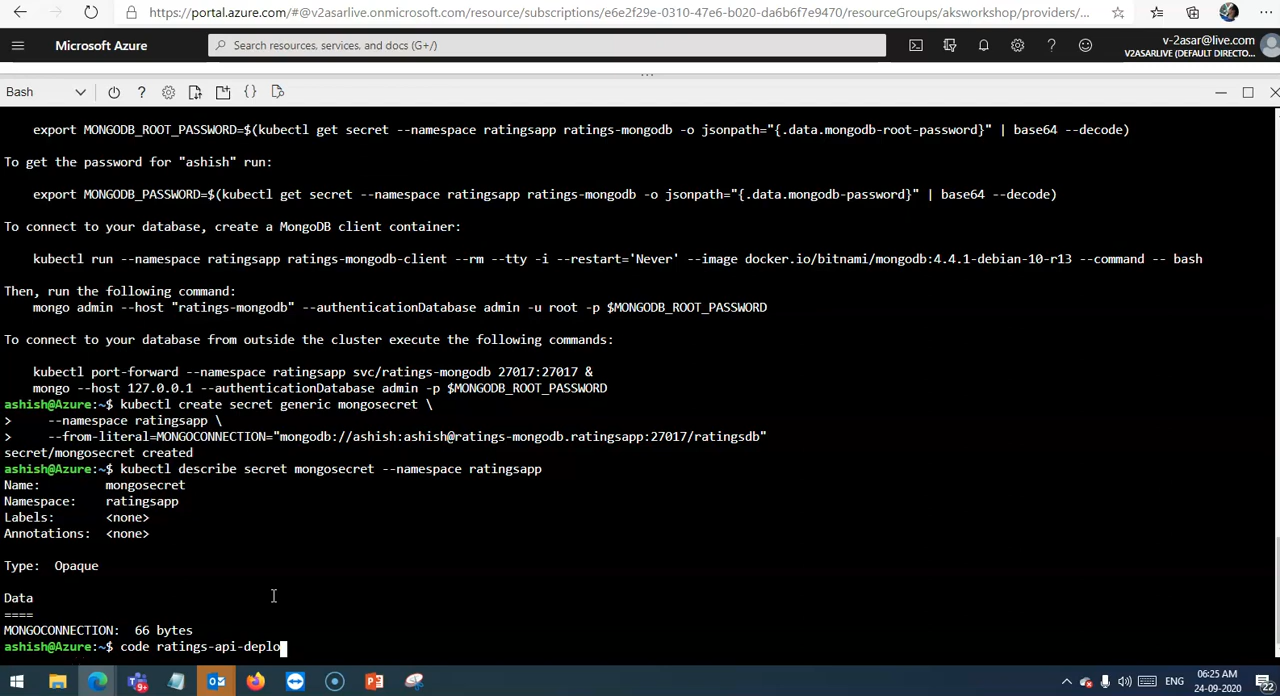 https://portal.azure.com/#@v2asarlive.onmicrosoft.com/resource/subscriptions/e6e2f29e-0310-47e6-b020-da6b6f7e9470/resourceGroups/aksworkshop/providers/...
Microsoft Azure
Search resources, services, and docs (G+/)
v-2asar@live.com
V2ASARLIVE (DEFAULT DIRECTO...
Bash
export MONGODB_ROOT_PASSWORD=$(kubectl get secret --namespace ratingsapp ratings-mongodb -o jsonpath="{.data.mongodb-root-password}" | base64 --decode)
To get the password for "ashish" run:
export MONGODB_PASSWORD=$(kubectl get secret --namespace ratingsapp ratings-mongodb -o jsonpath="{.data.mongodb-password}" | base64 --decode)
To connect to your database, create a MongoDB client container:
kubectl run --namespace ratingsapp ratings-mongodb-client --rm --tty -i --restart='Never' --image docker.io/bitnami/mongodb:4.4.1-debian-10-r13 --command -- bash
Then, run the following command:
mongo admin --host "ratings-mongodb" --authenticationDatabase admin -u root -p $MONGODB_ROOT_PASSWORD
To connect to your database from outside the cluster execute the following commands:
kubectl port-forward --namespace ratingsapp svc/ratings-mongodb 27017:27017 &
mongo --host 127.0.0.1 --authenticationDatabase admin -p $MONGODB_ROOT_PASSWORD
ashish@Azure:~$ kubectl create secret generic mongosecret \
> --namespace ratingsapp \
> --from-literal=MONGOCONNECTION="mongodb://ashish:ashish@ratings-mongodb.ratingsapp:27017/ratingsdb"
secret/mongosecret created
ashish@Azure:~$ kubectl describe secret mongosecret --namespace ratingsapp
Name: mongosecret
Namespace: ratingsapp
Labels: <none>
Annotations: <none>
Type: Opaque
Data
====
MONGOCONNECTION: 66 bytes
ashish@Azure:~$ code ratings-api-deplo
ENG
06:25 AM
24-09-2020
22